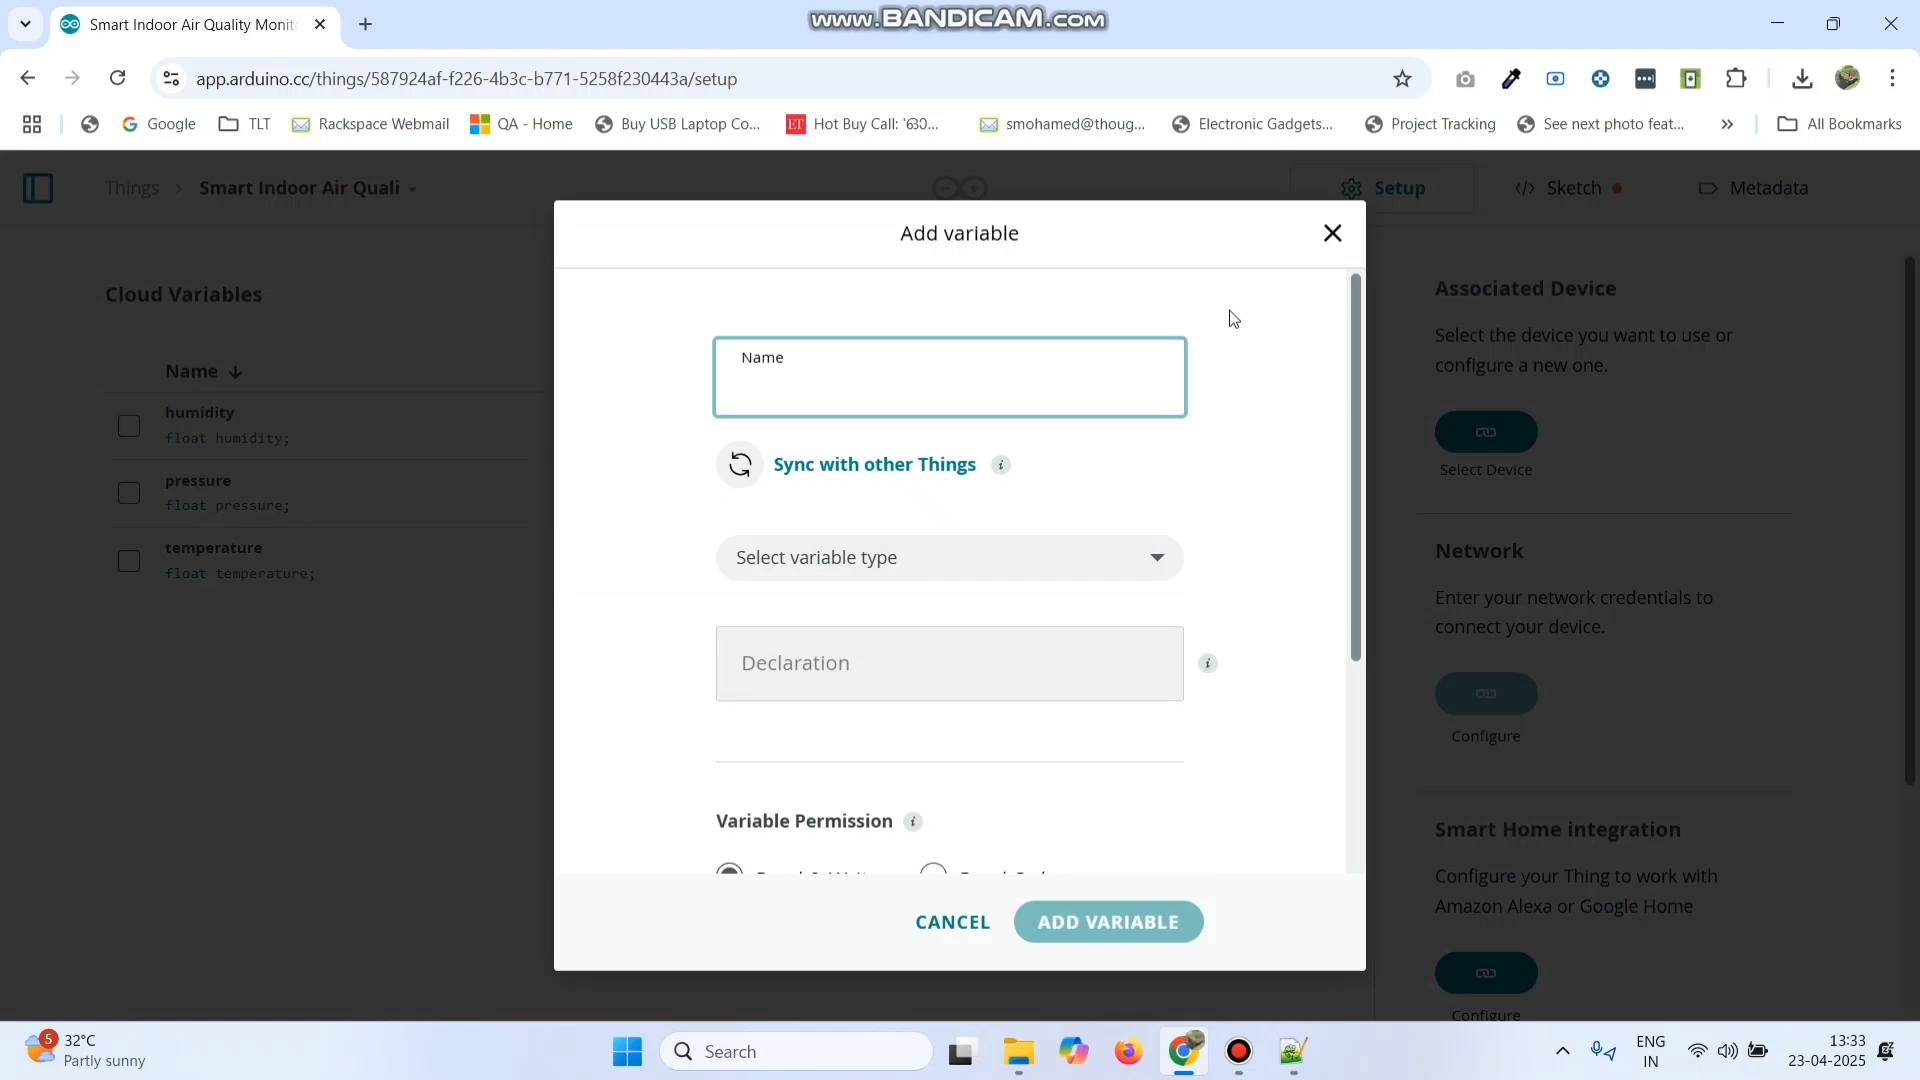 Smart Indoor Air Quality Monito
www.BANDICAM.com
app.arduino.cc/things/587924af-f226-4b3c-b771-5258f230443a/setup
Google
TLT
Rackspace Webmail
QA - Home
Buy USB Laptop Co...
ET
Hot Buy Call: '630...
smohamed@thoug...
Electronic Gadgets...
Project Tracking
See next photo feat...
»
All Bookmarks
Things > Smart Indoor Air Quali
Setup
</> Sketch
Metadata
Add variable
Cloud Variables
Name
humidity
float humidity;
pressure
float pressure;
temperature
float temperature;
Name
Sync with other Things
i
Select variable type
Declaration
i
Variable Permission
i
CANCEL
ADD VARIABLE
Associated Device
Select the device you want to use or
configure a new one.
Select Device
Network
Enter your network credentials to
connect your device.
Configure
Smart Home integration
Configure your Thing to work with
Amazon Alexa or Google Home
Configure
5
32°C
Partly sunny
Search
ENG
IN
13:33
23-04-2025